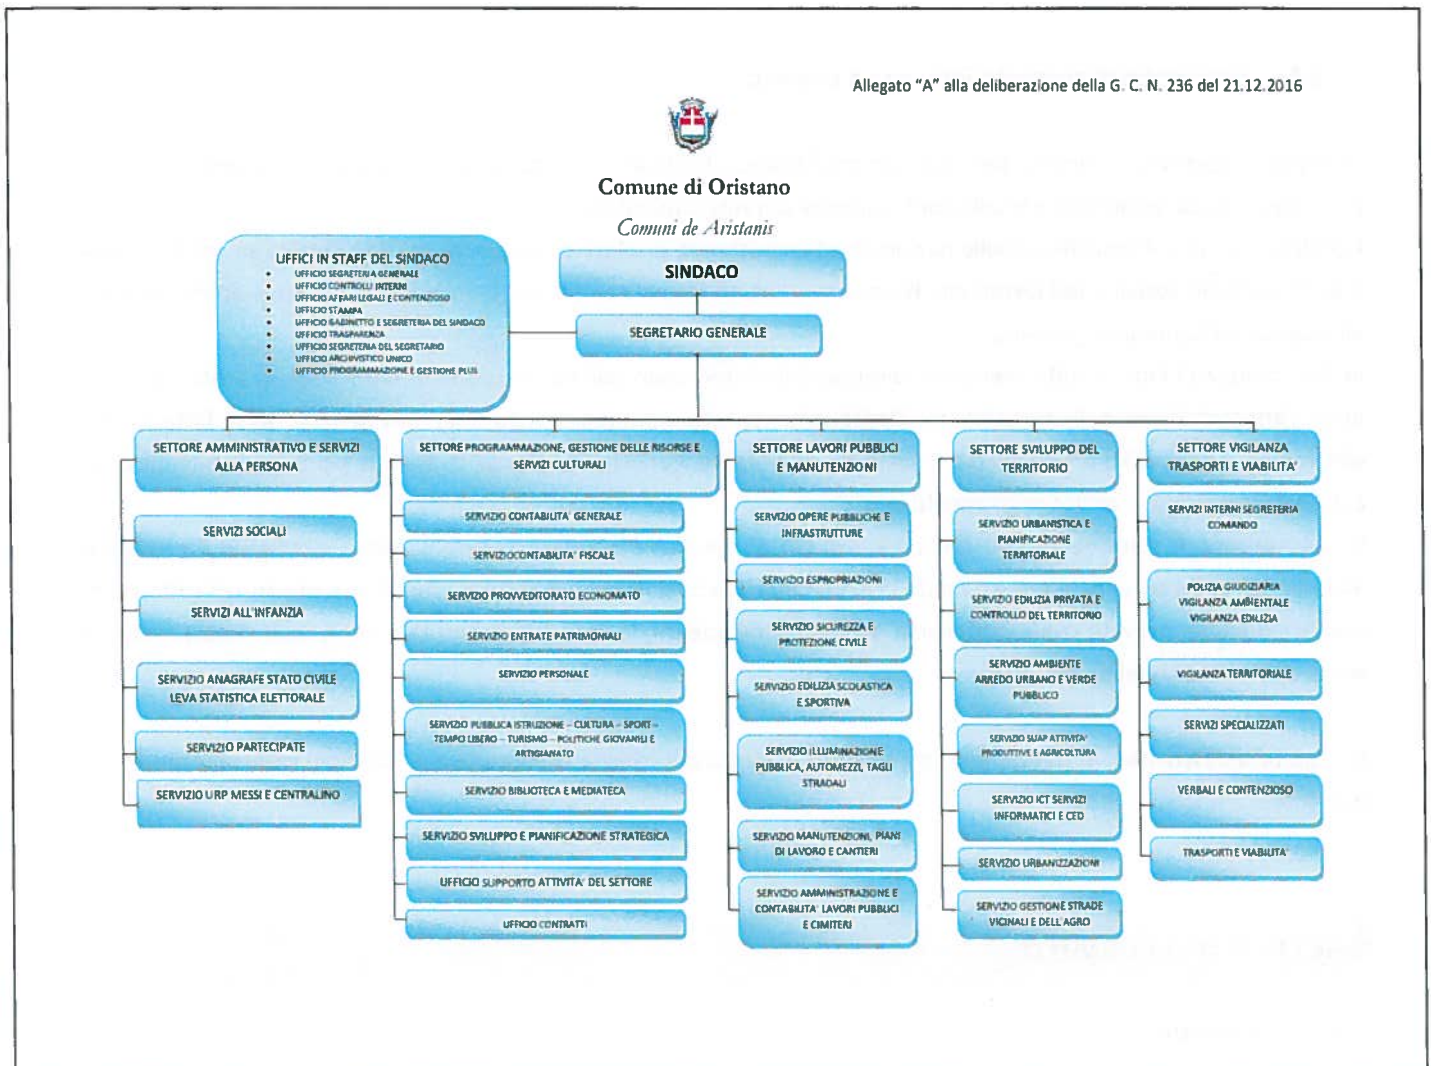 Allegato "A" alla deliberazione della G. C. N. 236 del 21.12.2016
Comune di Oristano
Comuni de Aristanis
UFFICI IN STAFF DEL SINDACO
• UFFICIO SEGRETERIA GENERALE
• UFFICIO CONTROLLI INTERNI
• UFFICIO AFFARI LEGALI E CONTENZIOSO
• UFFICIO STAMPA
• UFFICIO GABINETTO E SEGRETERIA DEL SINDACO
• UFFICIO TRASPARENZA
• UFFICIO SEGRETERIA DEL SEGRETARIO
• UFFICIO ARCHIVISTICO UNICO
• UFFICIO PROGRAMMAZIONE E GESTIONE PLUS
SINDACO
SEGRETARIO GENERALE
SETTORE AMMINISTRATIVO E SERVIZI
ALLA PERSONA
SERVIZI SOCIALI
SERVIZI ALL'INFANZIA
SERVIZIO ANAGRAFE STATO CIVILE
LEVA STATISTICA ELETTORALE
SERVIZIO PARTECIPATE
SERVIZIO URP MESSI E CENTRALINO
SETTORE PROGRAMMAZIONE, GESTIONE DELLE RISORSE E
SERVIZI CULTURALI
SERVIZIO CONTABILITA' GENERALE
SERVIZIOCONTABILITA' FISCALE
SERVIZIO PROVVEDITORATO ECONOMATO
SERVIZIO ENTRATE PATRIMONIALI
SERVIZIO PERSONALE
SERVIZIO PUBBLICA ISTRUZIONE – CULTURA – SPORT –
TEMPO LIBERO – TURISMO – POLITICHE GIOVANILI E
ARTIGIANATO
SERVIZIO BIBLIOTECA E MEDIATECA
SERVIZIO SVILUPPO E PIANIFICAZIONE STRATEGICA
UFFICIO SUPPORTO ATTIVITA' DEL SETTORE
UFFICIO CONTRATTI
SETTORE LAVORI PUBBLICI
E MANUTENZIONI
SERVIZIO OPERE PUBBLICHE E
INFRASTRUTTURE
SERVIZIO ESPROPRIAZIONI
SERVIZIO SICUREZZA E
PROTEZIONE CIVILE
SERVIZIO EDILIZIA SCOLASTICA
E SPORTIVA
SERVIZIO ILLUMINAZIONE
PUBBLICA, AUTOMEZZI, TAGLI
STRADALI
SERVIZIO MANUTENZIONI, PIANI
DI LAVORO E CANTIERI
SERVIZIO AMMINISTRAZIONE E
CONTABILITA' LAVORI PUBBLICI
E CIMITERI
SETTORE SVILUPPO DEL
TERRITORIO
SERVIZIO URBANISTICA E
PIANIFICAZIONE
TERRITORIALE
SERVIZIO EDILIZIA PRIVATA E
CONTROLLO DEL TERRITORIO
SERVIZIO AMBIENTE
ARREDO URBANO E VERDE
PUBBLICO
SERVIZIO SUAP ATTIVITA'
PRODUTTIVE E AGRICOLTURA
SERVIZIO ICT SERVIZI
INFORMATICI E CED
SERVIZIO URBANIZZAZIONI
SERVIZIO GESTIONE STRADE
VICINALI E DELL'AGRO
SETTORE VIGILANZA
TRASPORTI E VIABILITA'
SERVIZI INTERNI SEGRETERIA
COMANDO
POLIZIA GIUDIZIARIA
VIGILANZA AMBIENTALE
VIGILANZA EDILIZIA
VIGILANZA TERRITORIALE
SERVIZI SPECIALIZZATI
VERBALI E CONTENZIOSO
TRASPORTI E VIABILITA'